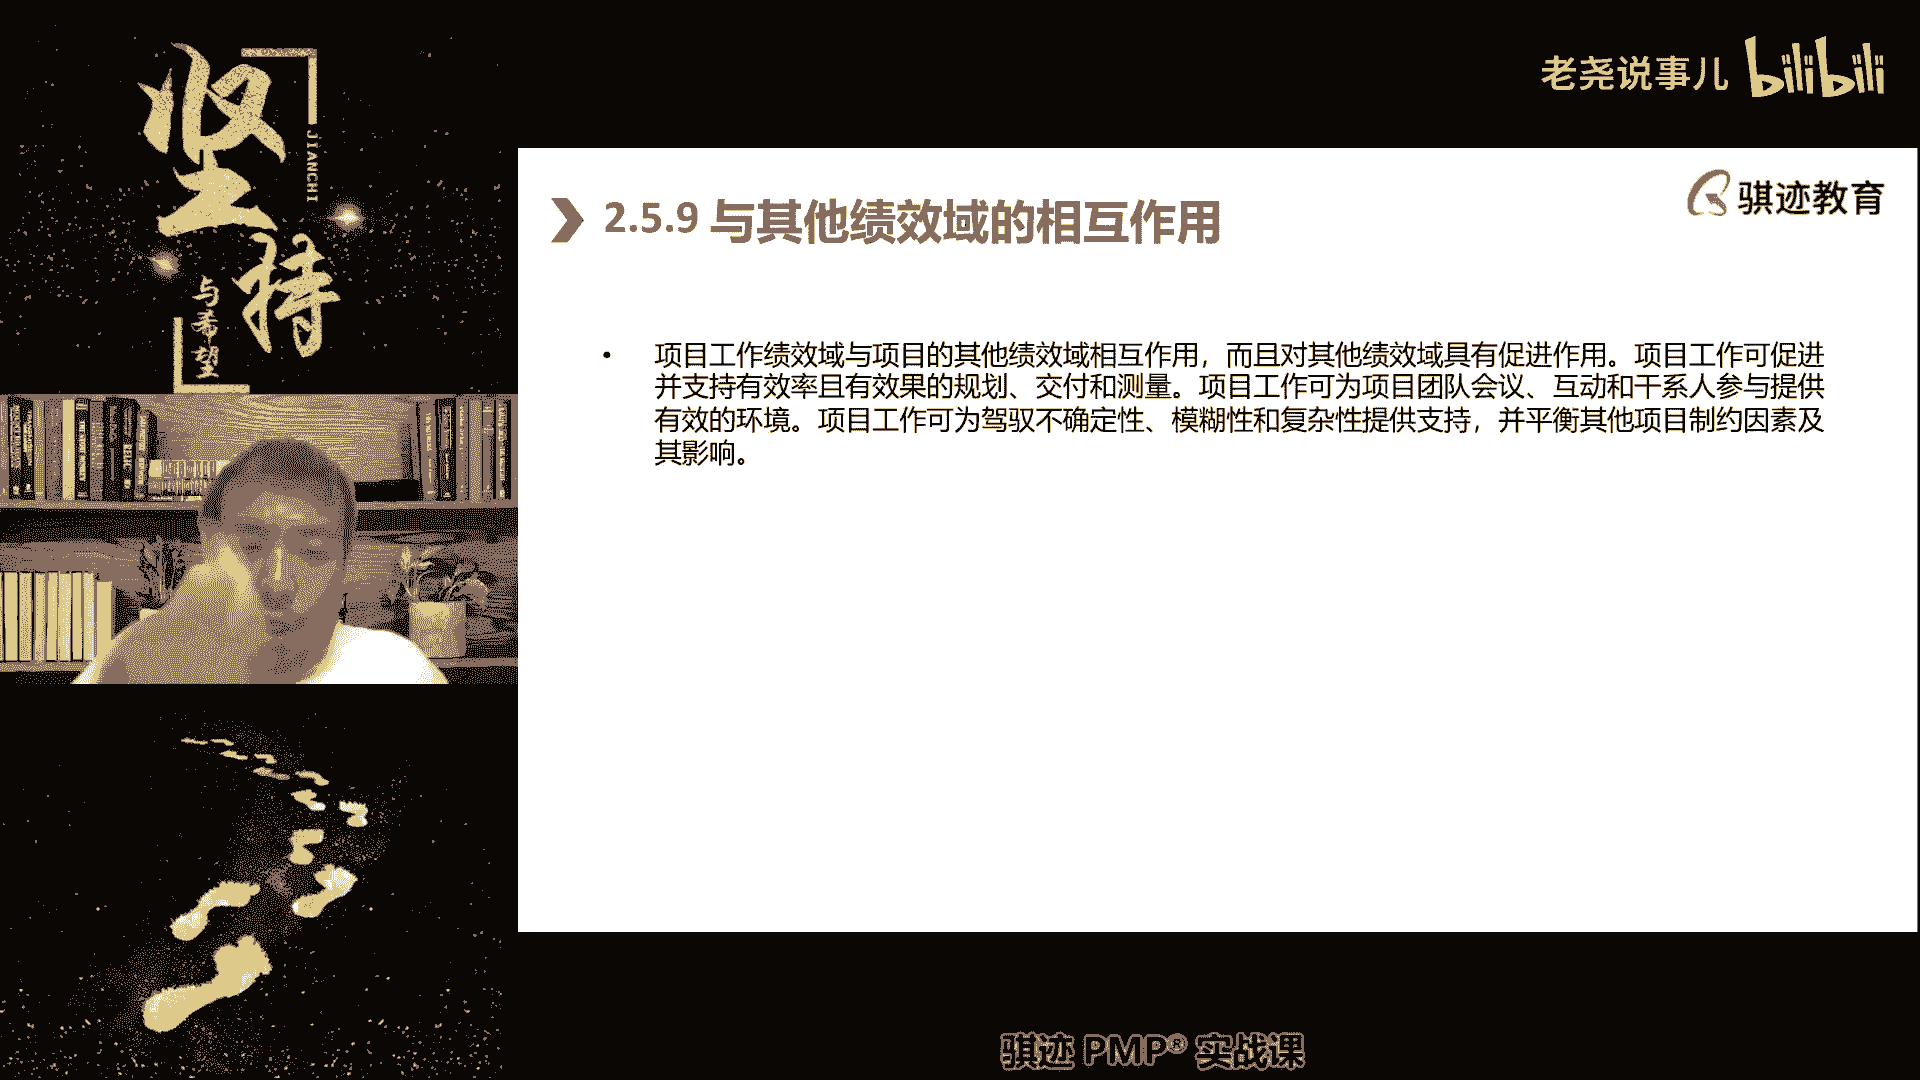 坚持
JIANCHI
与希望
老尧说事儿 bilibili
骐迹教育
2.5.9 与其他绩效域的相互作用
• 项目工作绩效域与项目的其他绩效域相互作用，而且对其他绩效域具有促进作用。项目工作可促进
并支持有效率且有效果的规划、交付和测量。项目工作可为项目团队会议、互动和干系人参与提供
有效的环境。项目工作可为驾驭不确定性、模糊性和复杂性提供支持，并平衡其他项目制约因素及
其影响。
骐迹 PMP® 实战课